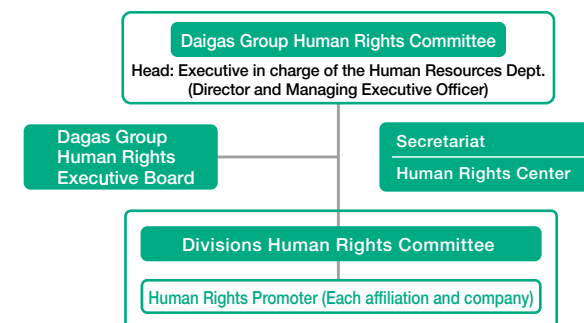 Daigas Group Human Rights Committee
Head: Executive in charge of the Human Resources Dept.
(Director and Managing Executive Officer)
Dagas Group
Human Rights
Executive Board
Secretariat
Human Rights Center
Divisions Human Rights Committee
Human Rights Promoter (Each affiliation and company)